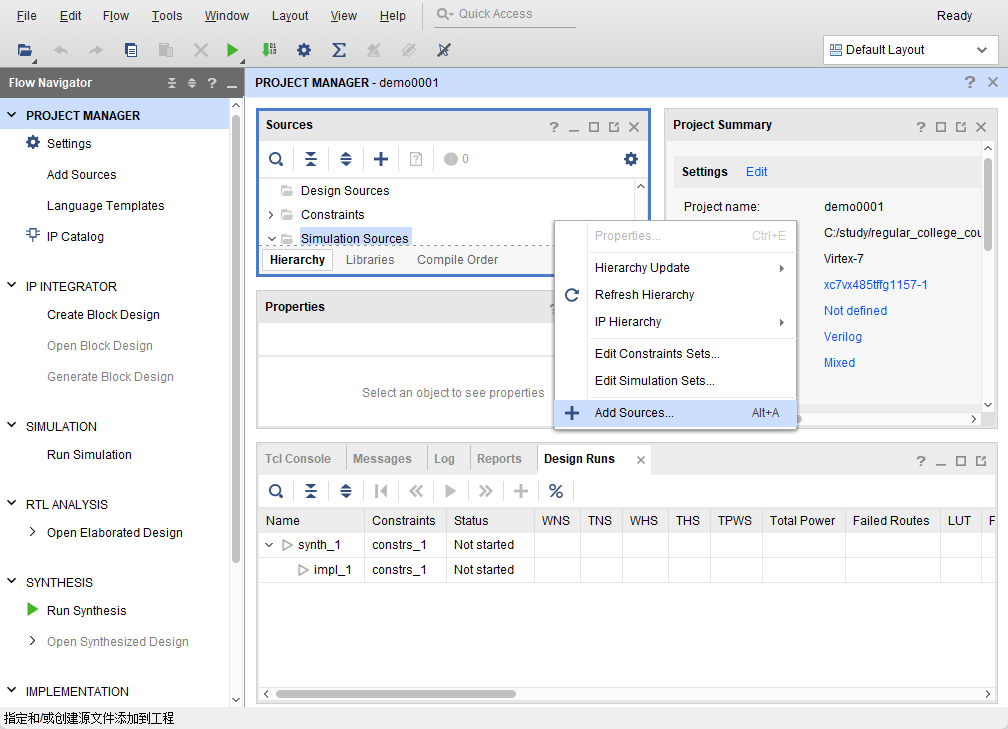 File Edit Flow Tools Window Layout View Help Quick Access Ready
Default Layout
Flow Navigator
PROJECT MANAGER - demo0001
PROJECT MANAGER
Settings
Add Sources
Language Templates
IP Catalog
IP INTEGRATOR
Create Block Design
Open Block Design
Generate Block Design
SIMULATION
Run Simulation
RTL ANALYSIS
Open Elaborated Design
SYNTHESIS
Run Synthesis
Open Synthesized Design
IMPLEMENTATION
Sources
0
Design Sources
Constraints
Simulation Sources
Hierarchy Libraries Compile Order
Properties
Select an object to see properties
Properties... Ctrl+E
Hierarchy Update
Refresh Hierarchy
IP Hierarchy
Edit Constraints Sets...
Edit Simulation Sets...
Add Sources... Alt+A
Project Summary
Settings Edit
Project name: demo0001
C:/study/regular_college_cou
Virtex-7
xc7vx485tffg1157-1
Not defined
Verilog
Mixed
Tcl Console Messages Log Reports Design Runs
Name Constraints Status WNS TNS WHS THS TPWS Total Power Failed Routes LUT F
synth_1 constrs_1 Not started
impl_1 constrs_1 Not started
指定和/或创建源文件添加到工程